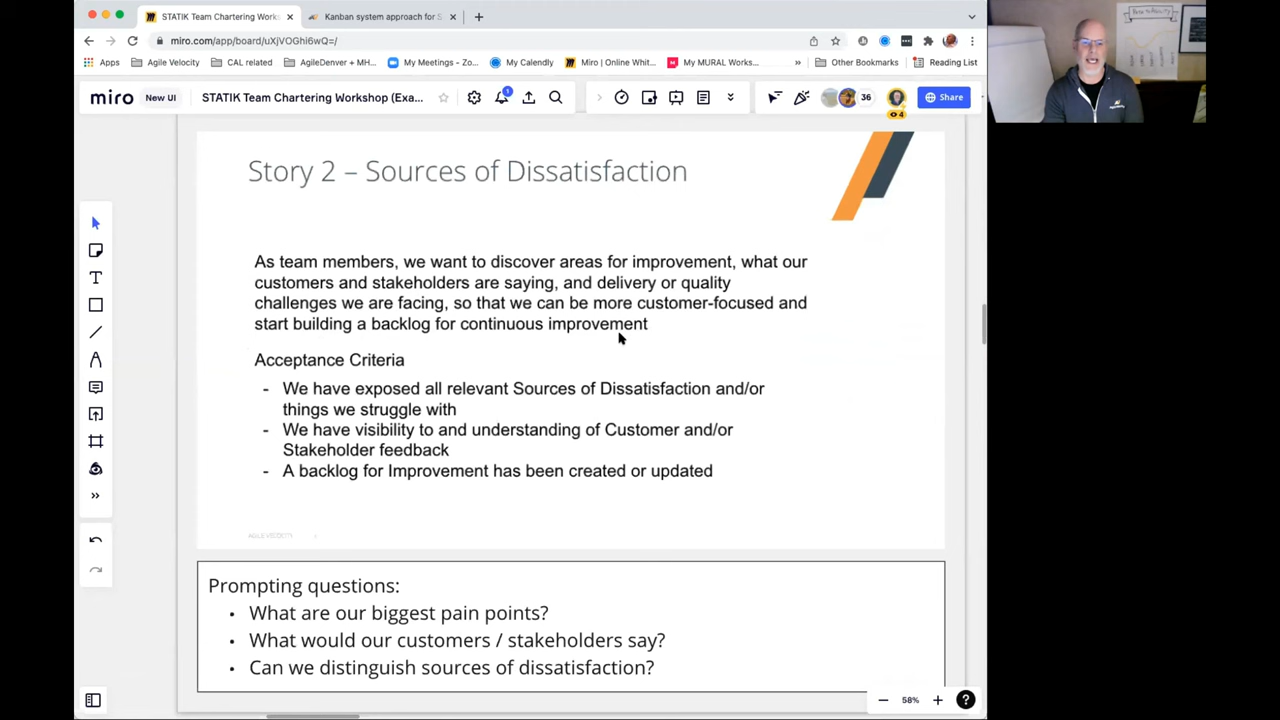 STATIK Team Chartering Works
Kanban system approach for S
miro.com/app/board/uXjVOGhi6wQ=/
Apps
Agile Velocity
CAL related
AgileDenver + MH...
My Meetings - Zo...
My Calendly
Miro | Online Whit...
My MURAL Works...
Other Bookmarks
Reading List
miro
New UI
STATIK Team Chartering Workshop (Exa...
1
36
4
Share
Story 2 – Sources of Dissatisfaction
As team members, we want to discover areas for improvement, what our
customers and stakeholders are saying, and delivery or quality
challenges we are facing, so that we can be more customer-focused and
start building a backlog for continuous improvement
Acceptance Criteria
- We have exposed all relevant Sources of Dissatisfaction and/or
things we struggle with
- We have visibility to and understanding of Customer and/or
Stakeholder feedback
- A backlog for Improvement has been created or updated
Prompting questions:
• What are our biggest pain points?
• What would our customers / stakeholders say?
• Can we distinguish sources of dissatisfaction?
58%